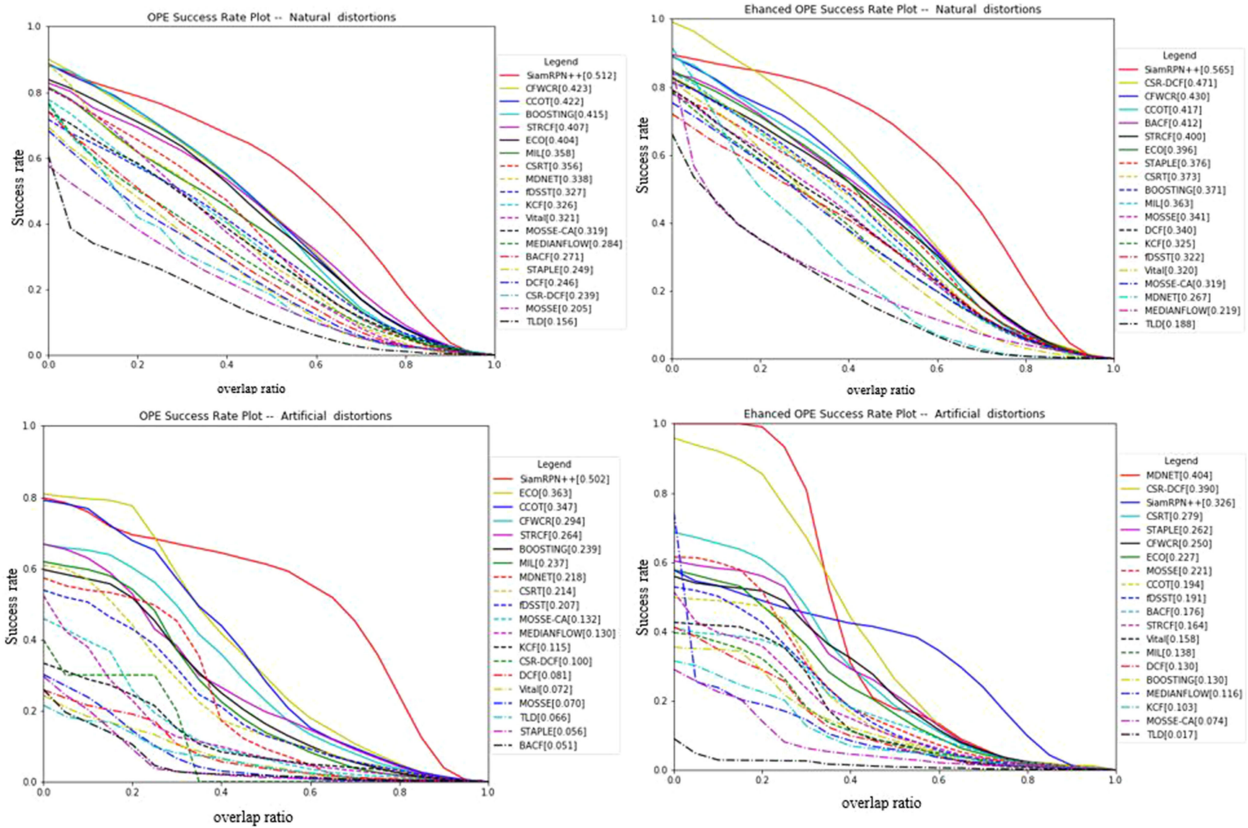 OPE Success Rate Plot -- Natural distortions
Success rate
1.0
0.8
0.6
0.4
0.2
0.0
0.0 0.2 0.4 0.6 0.8 1.0
overlap ratio
Legend
SiamRPN++[0.512]
CFWCR[0.423]
CCOT[0.422]
BOOSTING[0.415]
STRCF[0.407]
ECO[0.404]
MIL[0.358]
CSRT[0.356]
MDNET[0.338]
fDSST[0.327]
KCF[0.326]
Vital[0.321]
MOSSE-CA[0.319]
MEDIANFLOW[0.284]
BACF[0.271]
STAPLE[0.249]
DCF[0.246]
CSR-DCF[0.239]
MOSSE[0.205]
TLD[0.156]
Ehanced OPE Success Rate Plot -- Natural distortions
Success rate
1.0
0.8
0.6
0.4
0.2
0.0
0.0 0.2 0.4 0.6 0.8 1.0
overlap ratio
Legend
SiamRPN++[0.565]
CSR-DCF[0.471]
CFWCR[0.430]
CCOT[0.417]
BACF[0.412]
STRCF[0.400]
ECO[0.396]
STAPLE[0.376]
CSRT[0.373]
BOOSTING[0.371]
MIL[0.363]
MOSSE[0.341]
DCF[0.340]
KCF[0.325]
fDSST[0.322]
Vital[0.320]
MOSSE-CA[0.319]
MDNET[0.267]
MEDIANFLOW[0.219]
TLD[0.188]
OPE Success Rate Plot -- Artificial distortions
Success rate
1.0
0.8
0.6
0.4
0.2
0.0
0.0 0.2 0.4 0.6 0.8 1.0
overlap ratio
Legend
SiamRPN++[0.502]
ECO[0.363]
CCOT[0.347]
CFWCR[0.294]
STRCF[0.264]
BOOSTING[0.239]
MIL[0.237]
MDNET[0.218]
CSRT[0.214]
fDSST[0.207]
MOSSE-CA[0.132]
MEDIANFLOW[0.130]
KCF[0.115]
CSR-DCF[0.100]
DCF[0.081]
Vital[0.072]
MOSSE[0.070]
TLD[0.066]
STAPLE[0.056]
BACF[0.051]
Ehanced OPE Success Rate Plot -- Artificial distortions
Success rate
1.0
0.8
0.6
0.4
0.2
0.0
0.0 0.2 0.4 0.6 0.8 1.0
overlap ratio
Legend
MDNET[0.404]
CSR-DCF[0.390]
SiamRPN++[0.326]
CSRT[0.279]
STAPLE[0.262]
CFWCR[0.250]
ECO[0.227]
MOSSE[0.221]
CCOT[0.194]
fDSST[0.191]
BACF[0.176]
STRCF[0.164]
Vital[0.158]
MIL[0.138]
DCF[0.130]
BOOSTING[0.130]
MEDIANFLOW[0.116]
KCF[0.103]
MOSSE-CA[0.074]
TLD[0.017]